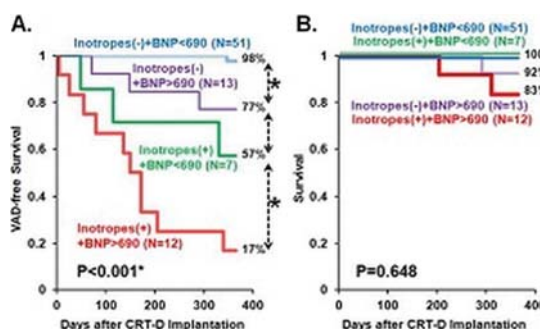 A.
Inotropes(-)+BNP<690 (N=51)
1
98%
Inotropes(-)
+BNP>690 (N=13)
*
0.8
77%
VAD-free Survival
0.6
57%
Inotropes(+)
+BNP<690 (N=7)
0.4
*
Inotropes(+)
+BNP>690 (N=12)
0.2
17%
P<0.001*
0
0 100 200 300 400
Days after CRT-D Implantation
B.
Inotropes(-)+BNP<690 (N=51)
Inotropes(+)+BNP<690 (N=7)
1
100
92%
83%
Inotropes(-)+BNP>690 (N=13)
Inotropes(+)+BNP>690 (N=12)
0.8
Survival
0.6
0.4
0.2
P=0.648
0
0 100 200 300 400
Days after CRT-D Implantation